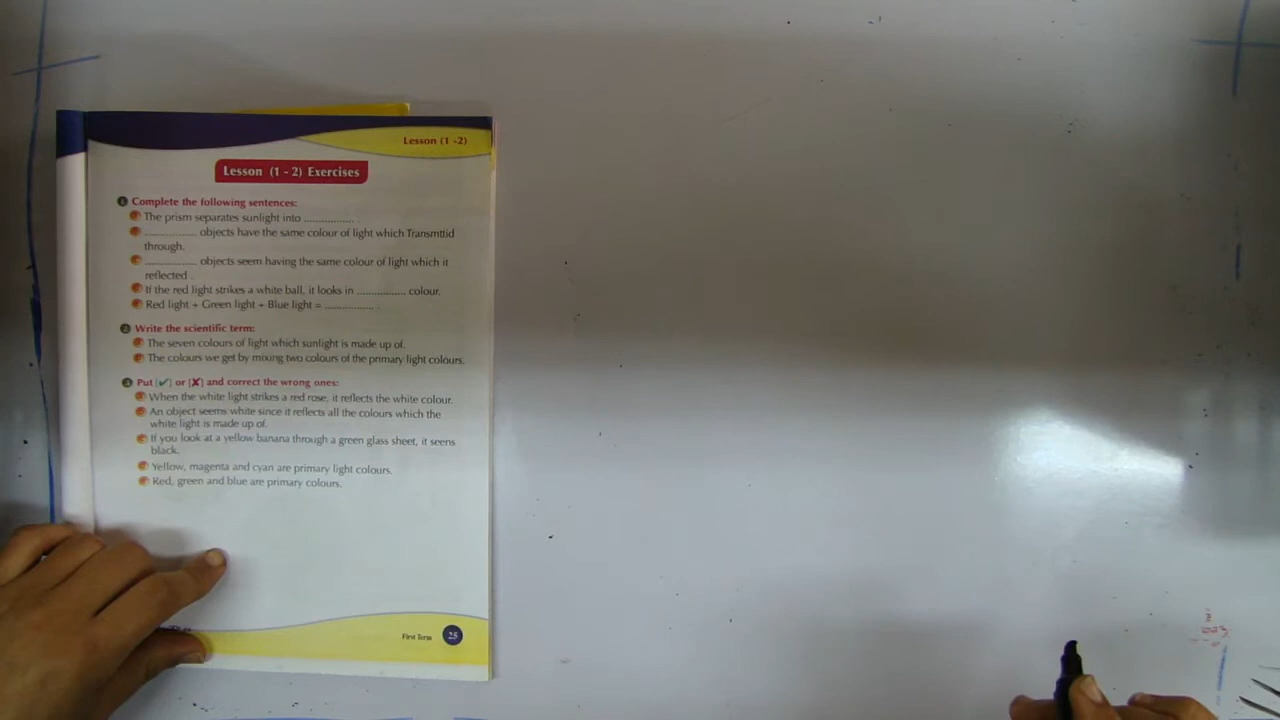 Lesson (1 -2)
Lesson (1 - 2) Exercises
1 Complete the following sentences:
The prism separates sunlight into ................. .
................. objects have the same colour of light which Transmttid
through.
................. objects seem having the same colour of light which it
reflected .
If the red light strikes a white ball, it looks in ................ colour.
Red light + Green light + Blue light = ................ .
2 Write the scientific term:
The seven colours of light which sunlight is made up of.
The colours we get by mixing two colours of the primary light colours.
3 Put [✓] or [✗] and correct the wrong ones:
When the white light strikes a red rose, it reflects the white colour.
An object seems white since it reflects all the colours which the
white light is made up of.
If you look at a yellow banana through a green glass sheet, it seens
black.
Yellow, magenta and cyan are primary light colours.
Red, green and blue are primary colours.
First Term 25